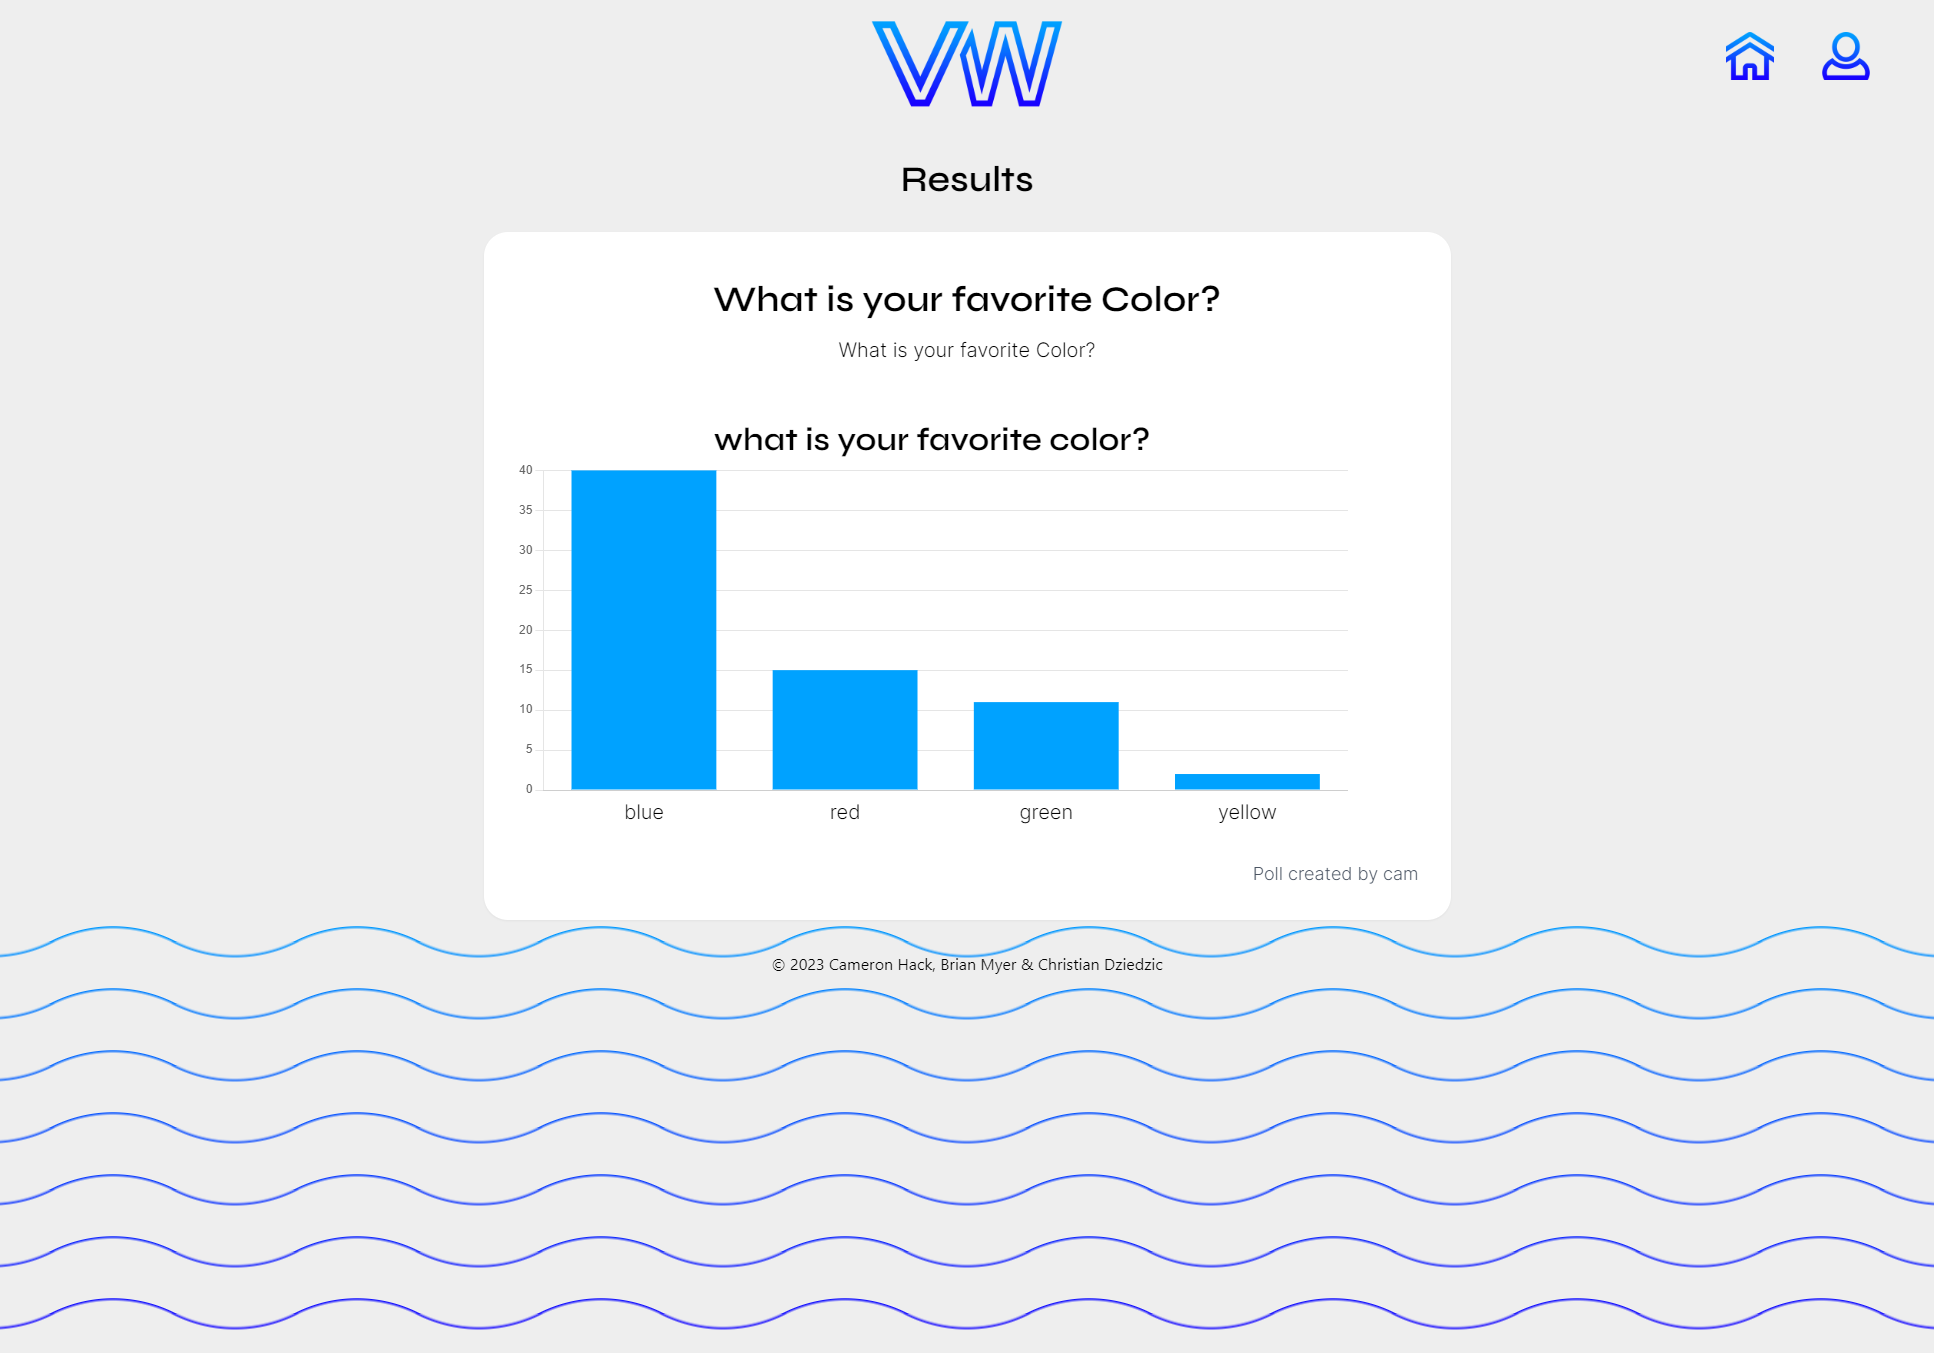 VW
Results
What is your favorite Color?
What is your favorite Color?
what is your favorite color?
40
35
30
25
20
15
10
5
0
blue red green yellow
Poll created by cam
© 2023 Cameron Hack, Brian Myer & Christian Dziedzic